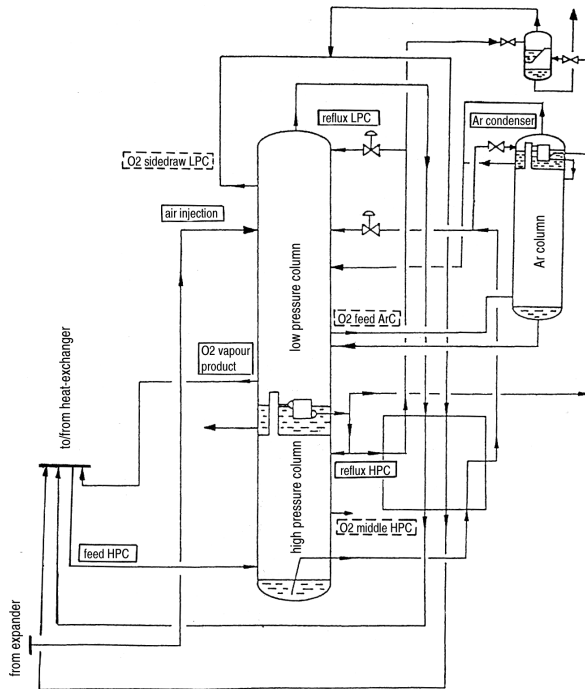 reflux LPC
Ar condenser
O2 sidedraw LPC
air injection
low pressure column
Ar column
O2 feed ArC
O2 vapour
product
to/from heat-exchanger
reflux HPC
high pressure column
O2 middle HPC
feed HPC
from expander